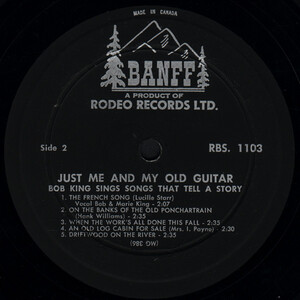 MADE IN CANADA
BANFF
A PRODUCT OF
RODEO RECORDS LTD.
Side 2
RBS. 1103
JUST ME AND MY OLD GUITAR
BOB KING SINGS SONGS THAT TELL A STORY
1. THE FRENCH SONG (Lucille Starr)
Vocal Bob & Marie King - 2:07
2. ON THE BANKS OF THE OLD PONCHARTRAIN
(Hank Williams) - 2:35
3. WHEN THE WORK'S ALL DONE THIS FALL - 2:35
4. AN OLD LOG CABIN FOR SALE (Mrs. I. Payne) - 2:35
5. DRIFTWOOD ON THE RIVER - 2:35